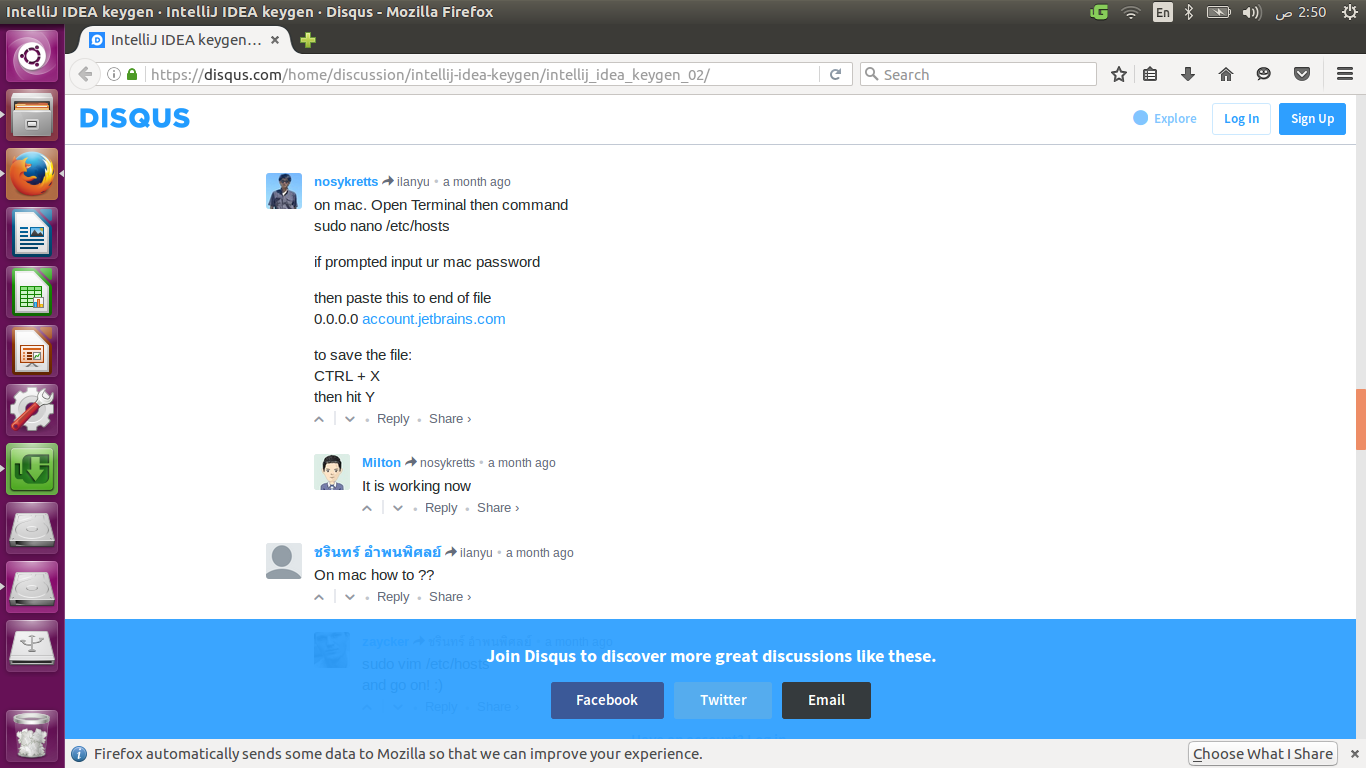 IntelliJ IDEA keygen · IntelliJ IDEA keygen · Disqus - Mozilla Firefox
En
2:50 ص
IntelliJ IDEA keygen…
https://disqus.com/home/discussion/intellij-idea-keygen/intellij_idea_keygen_02/
Search
DISQUS
Explore
Log In
Sign Up
nosykretts ilanyu • a month ago
on mac. Open Terminal then command
sudo nano /etc/hosts
if prompted input ur mac password
then paste this to end of file
0.0.0.0 account.jetbrains.com
to save the file:
CTRL + X
then hit Y
• Reply • Share ›
Milton nosykretts • a month ago
It is working now
• Reply • Share ›
ชรินทร์ อำพนพิศลย์ ilanyu • a month ago
On mac how to ??
• Reply • Share ›
ชรินทร์ อำพนพิศลย์ • a month ago
sudo vim /etc/hosts
Join Disqus to discover more great discussions like these.
and go on! :)
Facebook
Twitter
Email
• Reply • Share ›
Firefox automatically sends some data to Mozilla so that we can improve your experience.
Choose What I Share